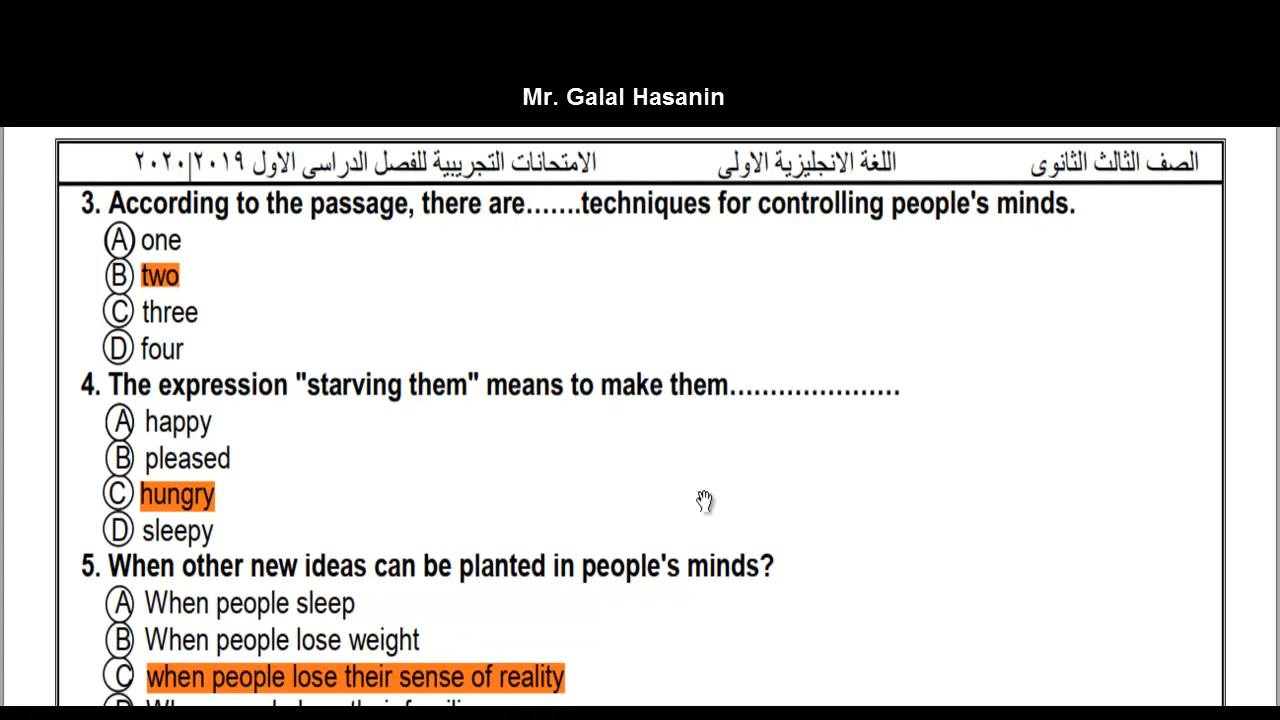 Mr. Galal Hasanin
الصف الثالث الثانوى اللغة الانجليزية الاولى الامتحانات التجريبية للفصل الدراسى الاول ٢٠١٩|٢٠٢٠
3. According to the passage, there are.......techniques for controlling people's minds.
A one
B two
C three
D four
4. The expression "starving them" means to make them.....................
A happy
B pleased
C hungry
D sleepy
5. When other new ideas can be planted in people's minds?
A When people sleep
B When people lose weight
C when people lose their sense of reality